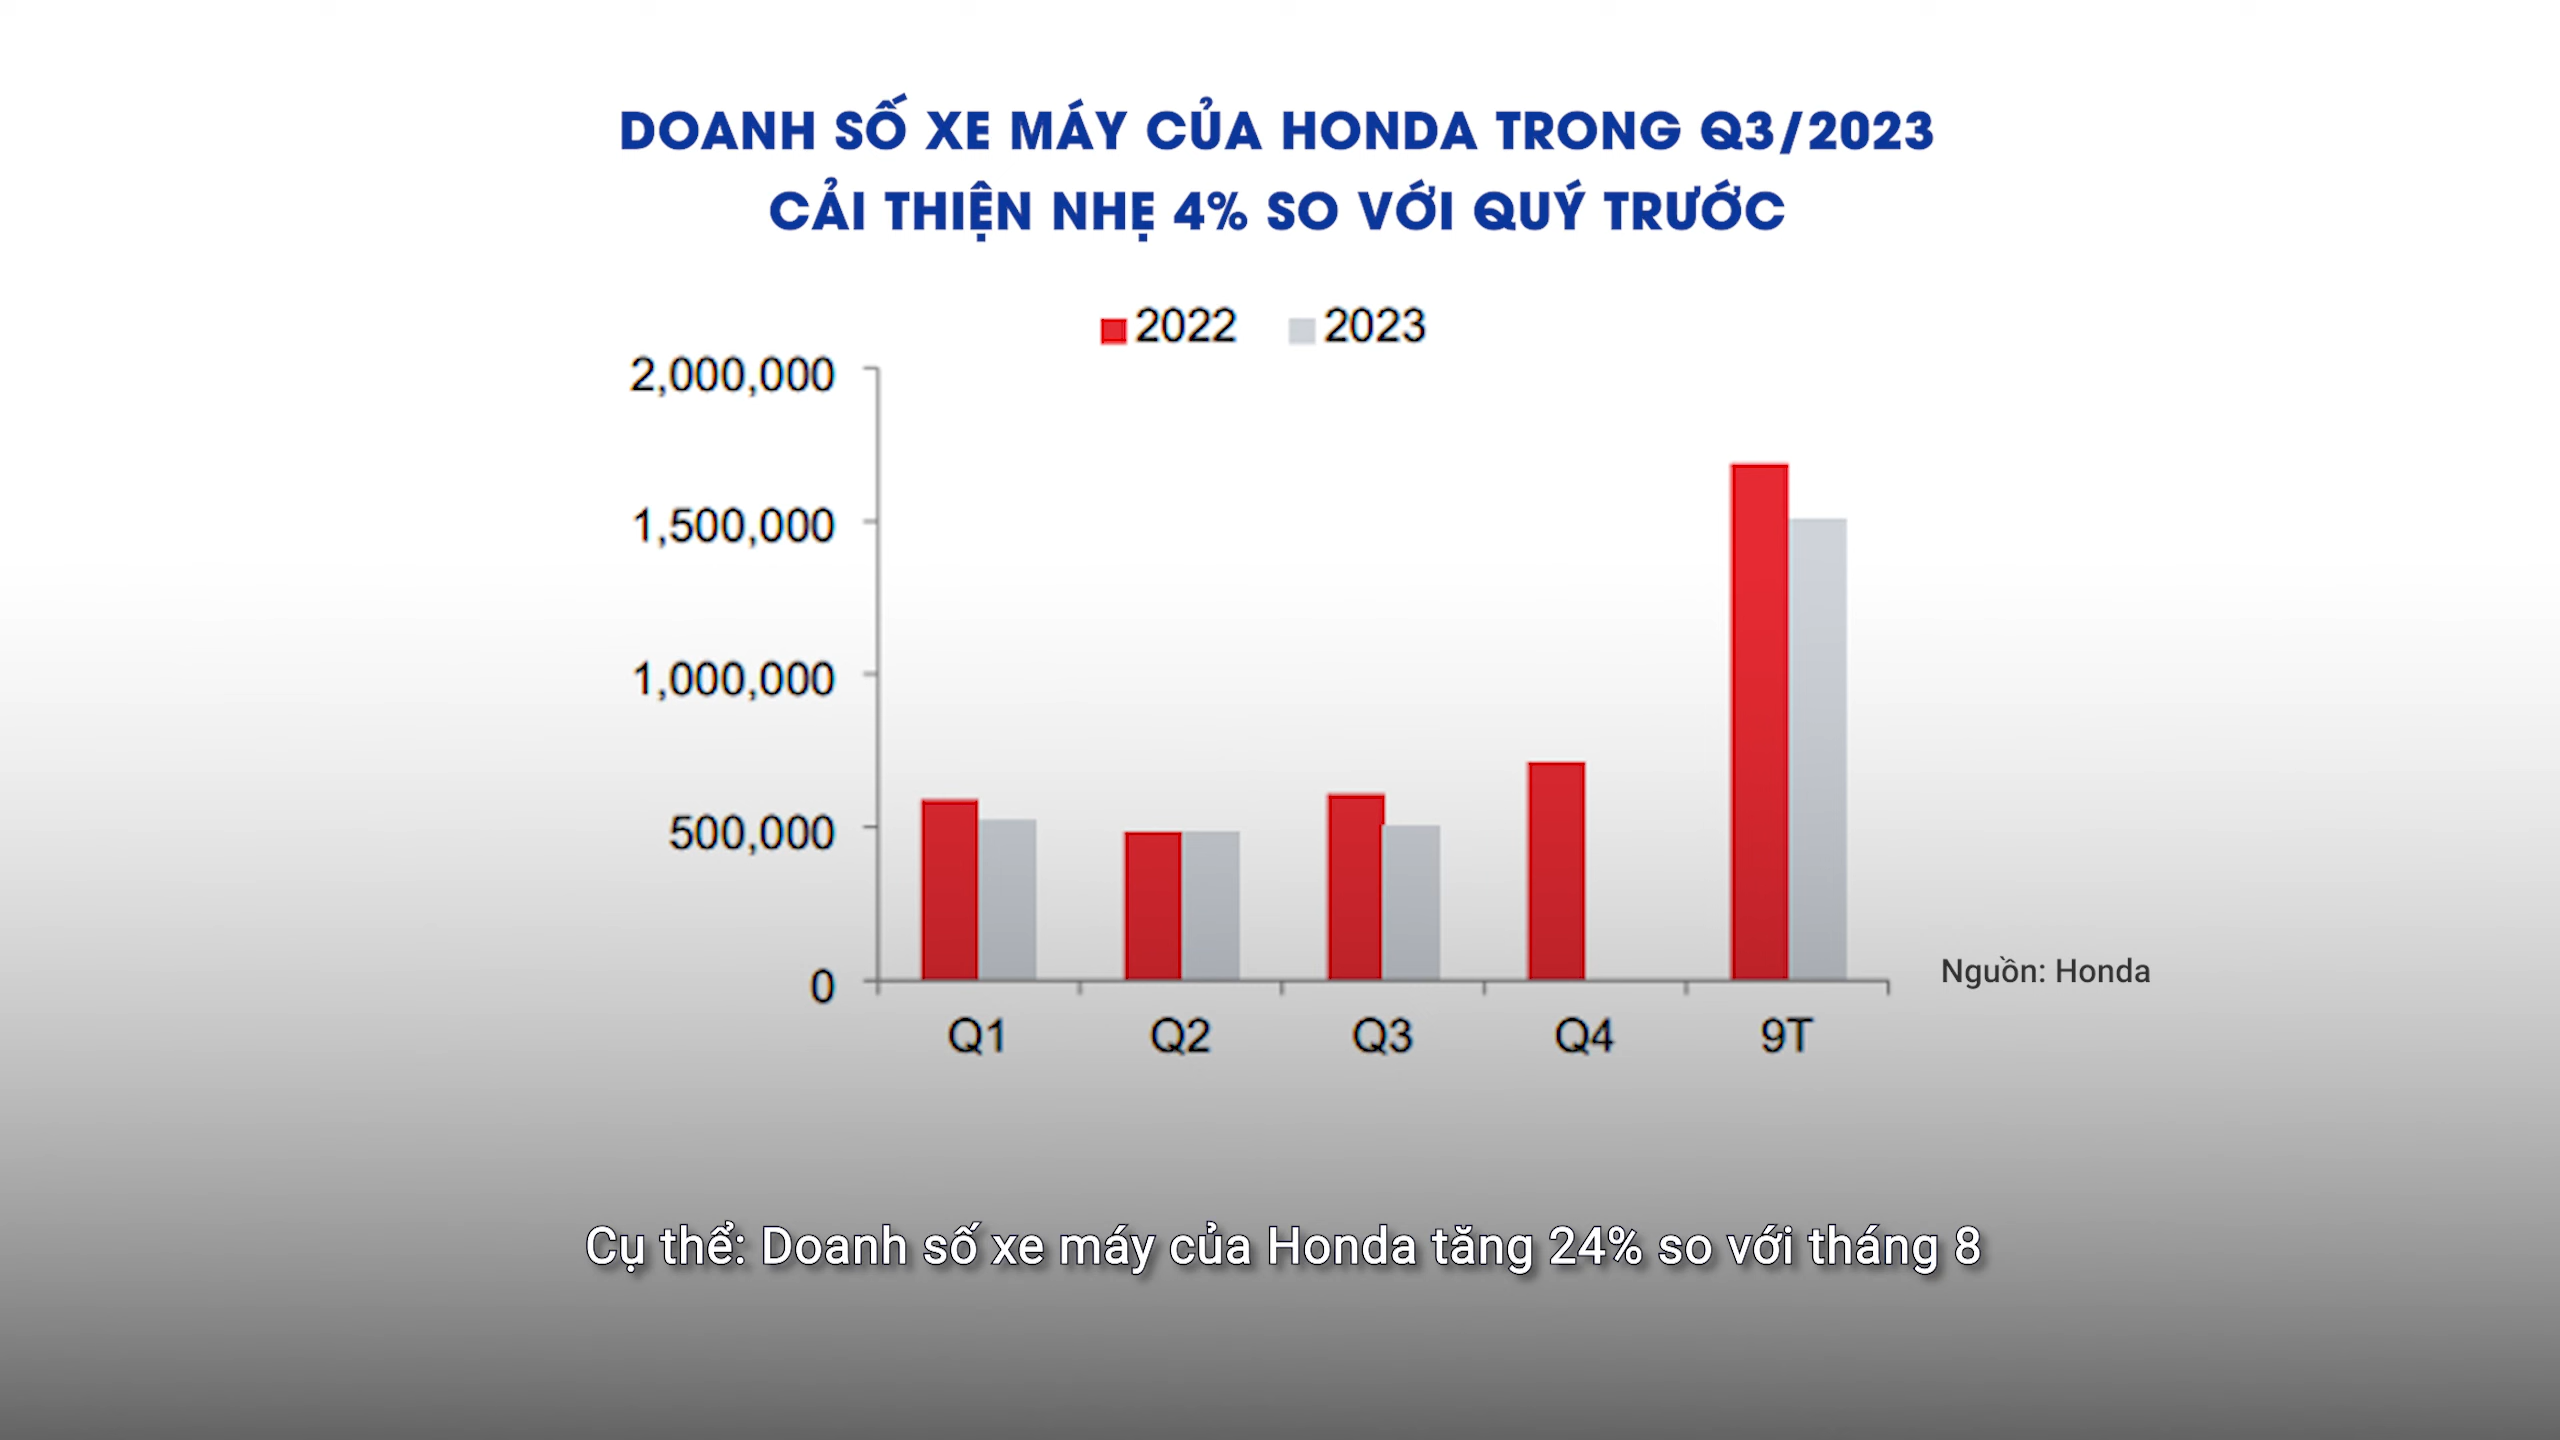 DOANH SỐ XE MÁY CỦA HONDA TRONG Q3/2023
CẢI THIỆN NHẸ 4% SO VỚI QUÝ TRƯỚC
2022 2023
2,000,000
1,500,000
1,000,000
500,000
0
Q1 Q2 Q3 Q4 9T
Nguồn: Honda
Cụ thể: Doanh số xe máy của Honda tăng 24% so với tháng 8